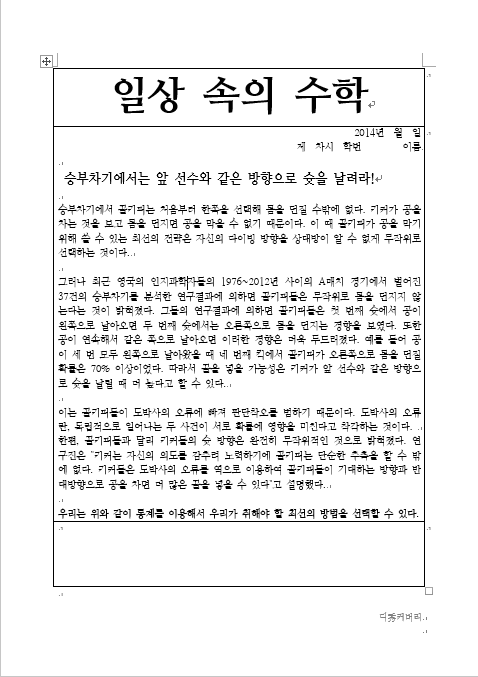 일상 속의 수학
2014년 월 일
제 차시 학번 이름
승부차기에서는 앞 선수와 같은 방향으로 슛을 날려라!
승부차기에서 골키퍼는 처음부터 한쪽을 선택해 몸을 던질 수밖에 없다. 키커가 공을
차는 것을 보고 몸을 던지면 공을 막을 수 없기 때문이다. 이 때 골키퍼가 공을 막기
위해 쓸 수 있는 최선의 전략은 자신의 다이빙 방향을 상대방이 알 수 없게 무작위로
선택하는 것이다.
그러나 최근 영국의 인지과학자들의 1976~2012년 사이의 A매치 경기에서 벌어진
37건의 승부차기를 분석한 연구결과에 의하면 골키퍼들은 무작위로 몸을 던지지 않
는다는 것이 밝혀졌다. 그들의 연구결과에 의하면 골키퍼들은 첫 번째 슛에서 공이
왼쪽으로 날아오면 두 번째 슛에서는 오른쪽으로 몸을 던지는 경향을 보였다. 또한
공이 연속해서 같은 쪽으로 날아오면 이러한 경향은 더욱 두드러졌다. 예를 들어 공
이 세 번 모두 왼쪽으로 날아왔을 때 네 번째 킥에서 골키퍼가 오른쪽으로 몸을 던질
확률은 70% 이상이었다. 따라서 골을 넣을 가능성은 키커가 앞 선수와 같은 방향으
로 슛을 날릴 때 더 높다고 할 수 있다.
이는 골키퍼들이 도박사의 오류에 빠져 판단착오를 범하기 때문이다. 도박사의 오류
란, 독립적으로 일어나는 두 사건이 서로 확률에 영향을 미친다고 착각하는 것이다.
한편, 골키퍼들과 달리 키커들의 슛 방향은 완전히 무작위적인 것으로 밝혀졌다. 연
구진은 "키커는 자신의 의도를 감추려 노력하기에 골키퍼는 단순한 추측을 할 수 밖
에 없다. 키커들은 도박사의 오류를 역으로 이용하여 골키퍼들이 기대하는 방향과 반
대방향으로 공을 차면 더 많은 골을 넣을 수 있다"고 설명했다.
우리는 위와 같이 통계를 이용해서 우리가 취해야 할 최선의 방법을 선택할 수 있다.
디秀커버리